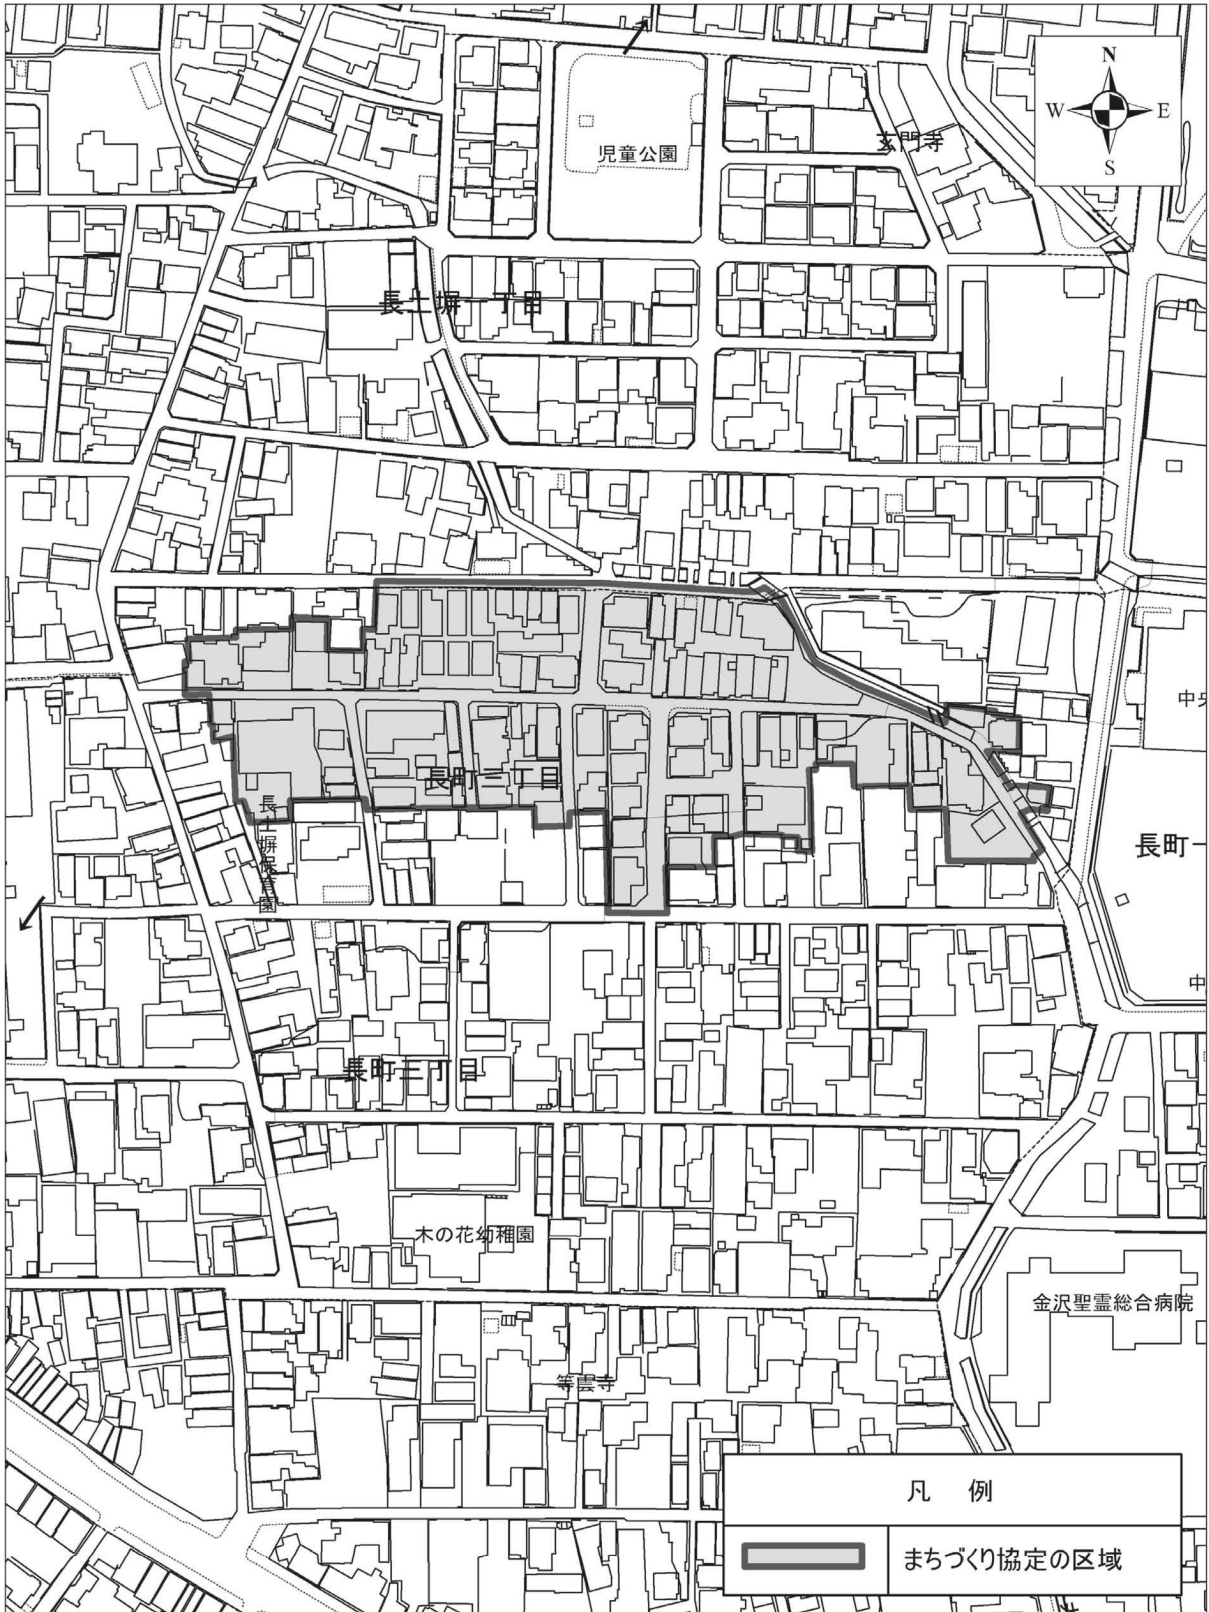 N
W
E
S
児童公園
玄門寺
長土塀一丁目
中央
長町二丁目
長土塀保育園
長町一
中
長町三丁目
木の花幼稚園
金沢聖霊総合病院
等雲寺
凡 例
まちづくり協定の区域